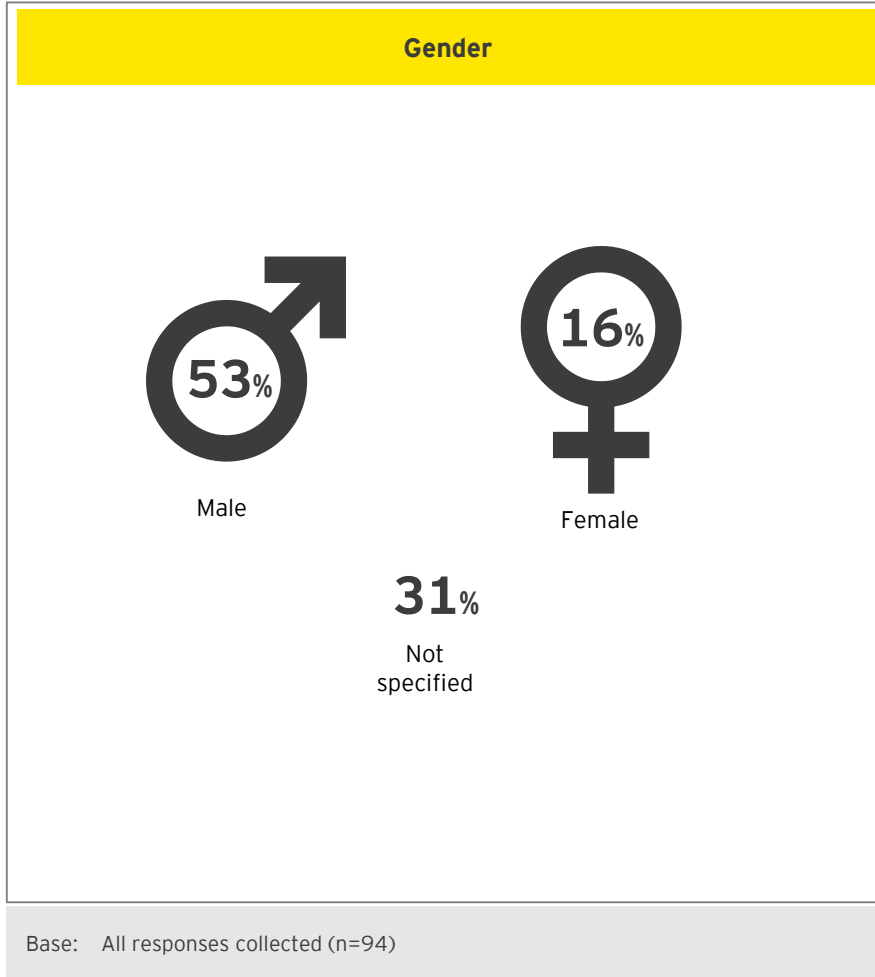 Gender
53%
16%
Male
Female
31%
Not
specified
Base: All responses collected (n=94)